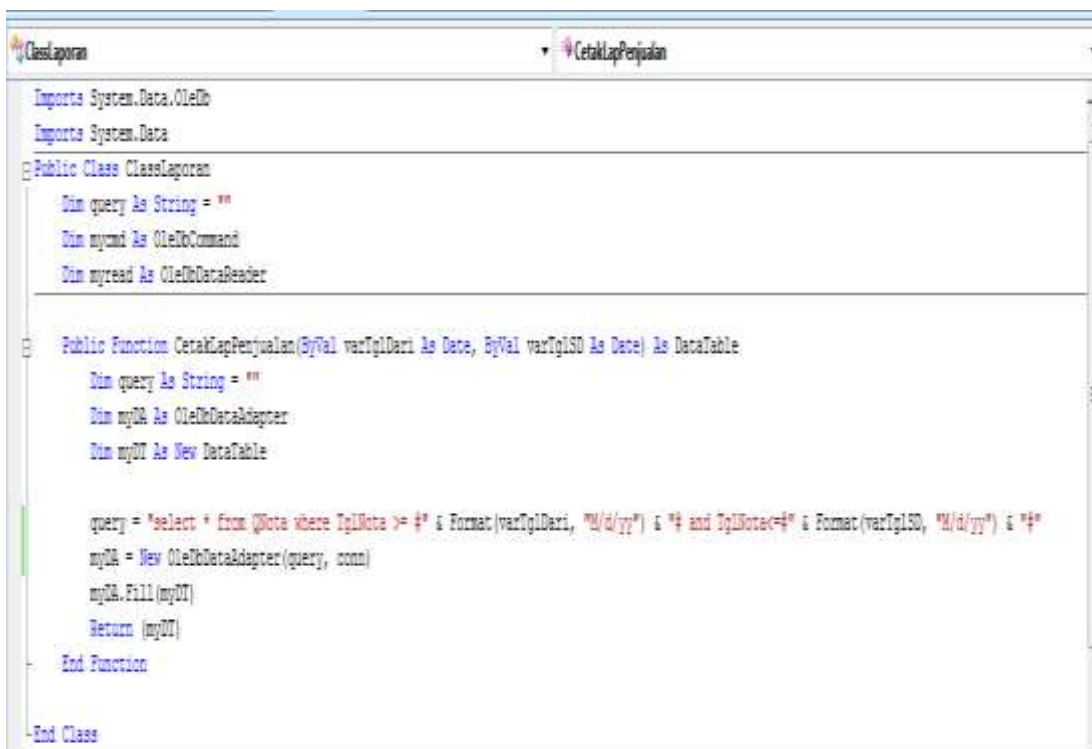 ClassLaporan CetakLapPenjualan
Imports System.Data.OleDb
Imports System.Data
Public Class ClassLaporan
Dim query As String = ""
Dim mycmd As OleDbCommand
Dim myread As OleDbDataReader
Public Function CetakLapPenjualan(ByVal varTglDari As Date, ByVal varTglSD As Date) As DataTable
Dim query As String = ""
Dim myDA As OleDbDataAdapter
Dim myDT As New DataTable
query = "select * from QNota where TglNota >= #" & Format(varTglDari, "M/d/yy") & "# and TglNota<=#" & Format(varTglSD, "M/d/yy") & "#"
myDA = New OleDbDataAdapter(query, conn)
myDA.Fill(myDT)
Return (myDT)
End Function
End Class